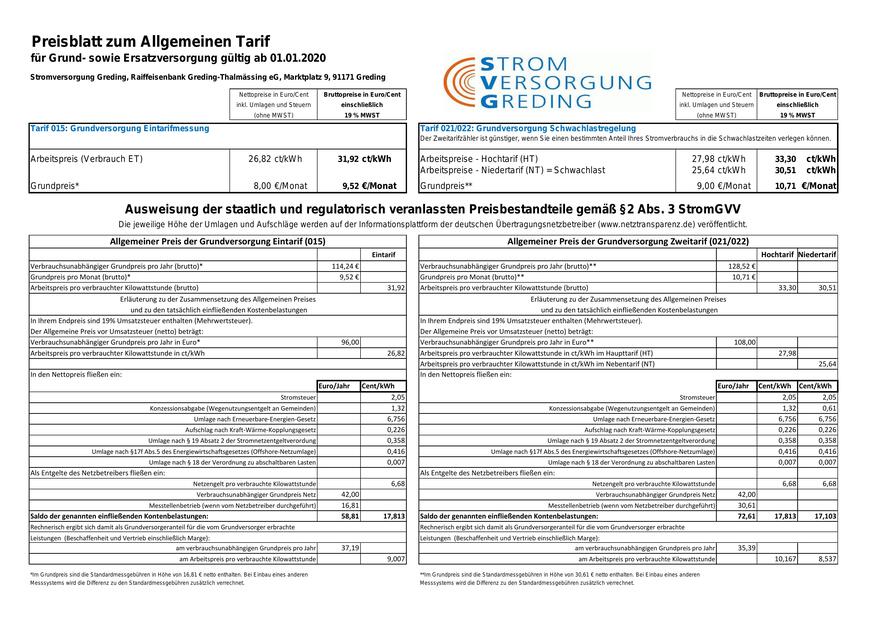 Preisblatt zum Allgemeinen Tarif
für Grund- sowie Ersatzversorgung gültig ab 01.01.2020
Stromversorgung Greding, Raiffeisenbank Greding-Thalmässing eG, Marktplatz 9, 91171 Greding
STROM
VERSORGUNG
GREDING
Nettopreise in Euro/Cent Bruttopreise in Euro/Cent
inkl. Umlagen und Steuern einschließlich
(ohne MWST) 19 % MWST
Tarif 015: Grundversorgung Eintarifmessung
Arbeitspreis (Verbrauch ET) 26,82 ct/kWh 31,92 ct/kWh
Grundpreis* 8,00 €/Monat 9,52 €/Monat
Nettopreise in Euro/Cent Bruttopreise in Euro/Cent
inkl. Umlagen und Steuern einschließlich
(ohne MWST) 19 % MWST
Tarif 021/022: Grundversorgung Schwachlastregelung
Der Zweitarifzähler ist günstiger, wenn Sie einen bestimmten Anteil Ihres Stromverbrauchs in die Schwachlastzeiten verlegen können.
Arbeitspreise - Hochtarif (HT) 27,98 ct/kWh 33,30 ct/kWh
Arbeitspreise - Niedertarif (NT) = Schwachlast 25,64 ct/kWh 30,51 ct/kWh
Grundpreis** 9,00 €/Monat 10,71 €/Monat
Ausweisung der staatlich und regulatorisch veranlassten Preisbestandteile gemäß §2 Abs. 3 StromGVV
Die jeweilige Höhe der Umlagen und Aufschläge werden auf der Informationsplattform der deutschen Übertragungsnetzbetreiber (www.netztransparenz.de) veröffentlicht.
Allgemeiner Preis der Grundversorgung Eintarif (015)
Eintarif
Verbrauchsunabhängiger Grundpreis pro Jahr (brutto)* 114,24 €
Grundpreis pro Monat (brutto)* 9,52 €
Arbeitspreis pro verbrauchter Kilowattstunde (brutto) 31,92
Erläuterung zu der Zusammensetzung des Allgemeinen Preises
und zu den tatsächlich einfließenden Kostenbelastungen
In Ihrem Endpreis sind 19% Umsatzsteuer enthalten (Mehrwertsteuer).
Der Allgemeine Preis vor Umsatzsteuer (netto) beträgt:
Verbrauchsunabhängiger Grundpreis pro Jahr in Euro* 96,00
Arbeitspreis pro verbrauchter Kilowattstunde in ct/kWh 26,82
In den Nettopreis fließen ein:
Euro/Jahr Cent/kWh
Stromsteuer 2,05
Konzessionsabgabe (Wegenutzungsentgelt an Gemeinden) 1,32
Umlage nach Erneuerbare-Energien-Gesetz 6,756
Aufschlag nach Kraft-Wärme-Kopplungsgesetz 0,226
Umlage nach § 19 Absatz 2 der Stromnetzentgeltverordung 0,358
Umlage nach §17f Abs.5 des Energiewirtschaftsgesetzes (Offshore-Netzumlage) 0,416
Umlage nach § 18 der Verordnung zu abschaltbaren Lasten 0,007
Als Entgelte des Netzbetreibers fließen ein:
Netzengelt pro verbrauchte Kilowattstunde 6,68
Verbrauchsunabhängiger Grundpreis Netz 42,00
Messtellenbetrieb (wenn vom Netzbetreiber durchgeführt) 16,81
Saldo der genannten einfließenden Kontenbelastungen: 58,81 17,813
Rechnerisch ergibt sich damit als Grundversorgeranteil für die vom Grundversorger erbrachte
Leistungen (Beschaffenheit und Vertrieb einschließlich Marge):
am verbrauchsunabhängigen Grundpreis pro Jahr 37,19
am Arbeitspreis pro verbrauchte Kilowattstunde 9,007
*Im Grundpreis sind die Standardmessgebühren in Höhe von 16,81 € netto enthalten. Bei Einbau eines anderen
Messsystems wird die Differenz zu den Standardmessgebühren zusätzlich verrechnet.
Allgemeiner Preis der Grundversorgung Zweitarif (021/022)
Hochtarif Niedertarif
Verbrauchsunabhängiger Grundpreis pro Jahr (brutto)** 128,52 €
Grundpreis pro Monat (brutto)** 10,71 €
Arbeitspreis pro verbrauchter Kilowattstunde (brutto) 33,30 30,51
Erläuterung zu der Zusammensetzung des Allgemeinen Preises
und zu den tatsächlich einfließenden Kostenbelastungen
In Ihrem Endpreis sind 19% Umsatzsteuer enthalten (Mehrwertsteuer).
Der Allgemeine Preis vor Umsatzsteuer (netto) beträgt:
Verbrauchsunabhängiger Grundpreis pro Jahr in Euro** 108,00
Arbeitspreis pro verbrauchter Kilowattstunde in ct/kWh im Haupttarif (HT) 27,98
Arbeitspreis pro verbrauchter Kilowattstunde in ct/kWh im Nebentarif (NT) 25,64
In den Nettopreis fließen ein:
Euro/Jahr Cent/kWh Cent/kWh
Stromsteuer 2,05 2,05
Konzessionsabgabe (Wegenutzungsentgelt an Gemeinden) 1,32 0,61
Umlage nach Erneuerbare-Energien-Gesetz 6,756 6,756
Aufschlag nach Kraft-Wärme-Kopplungsgesetz 0,226 0,226
Umlage nach § 19 Absatz 2 der Stromnetzentgeltverordung 0,358 0,358
Umlage nach §17f Abs.5 des Energiewirtschaftsgesetzes (Offshore-Netzumlage) 0,416 0,416
Umlage nach § 18 der Verordnung zu abschaltbaren Lasten 0,007 0,007
Als Entgelte des Netzbetreibers fließen ein:
Netzengelt pro verbrauchte Kilowattstunde 6,68 6,68
Verbrauchsunabhängiger Grundpreis Netz 42,00
Messtellenbetrieb (wenn vom Netzbetreiber durchgeführt) 30,61
Saldo der genannten einfließenden Kontenbelastungen: 72,61 17,813 17,103
Rechnerisch ergibt sich damit als Grundversorgeranteil für die vom Grundversorger erbrachte
Leistungen (Beschaffenheit und Vertrieb einschließlich Marge):
am verbrauchsunabhängigen Grundpreis pro Jahr 35,39
am Arbeitspreis pro verbrauchte Kilowattstunde 10,167 8,537
**Im Grundpreis sind die Standardmessgebühren in Höhe von 30,61 € netto enthalten. Bei Einbau eines anderen
Messsystems wird die Differenz zu den Standardmessgebühren zusätzlich verrechnet.